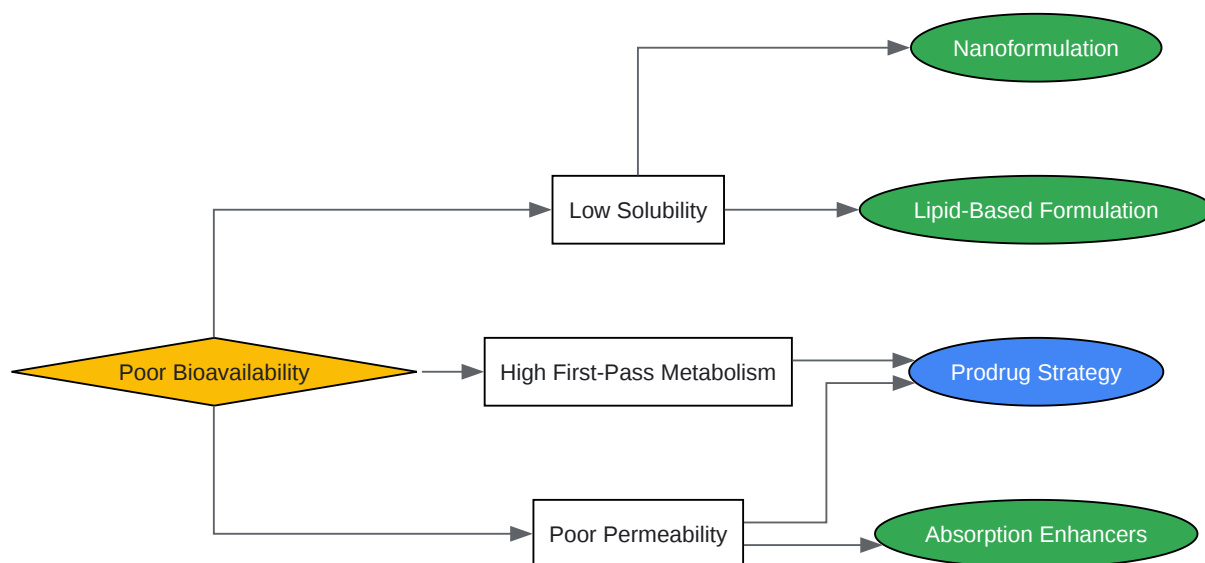 Nanoformulation
Low Solubility
Lipid-Based Formulation
Poor Bioavailability
High First-Pass Metabolism
Prodrug Strategy
Poor Permeability
Absorption Enhancers